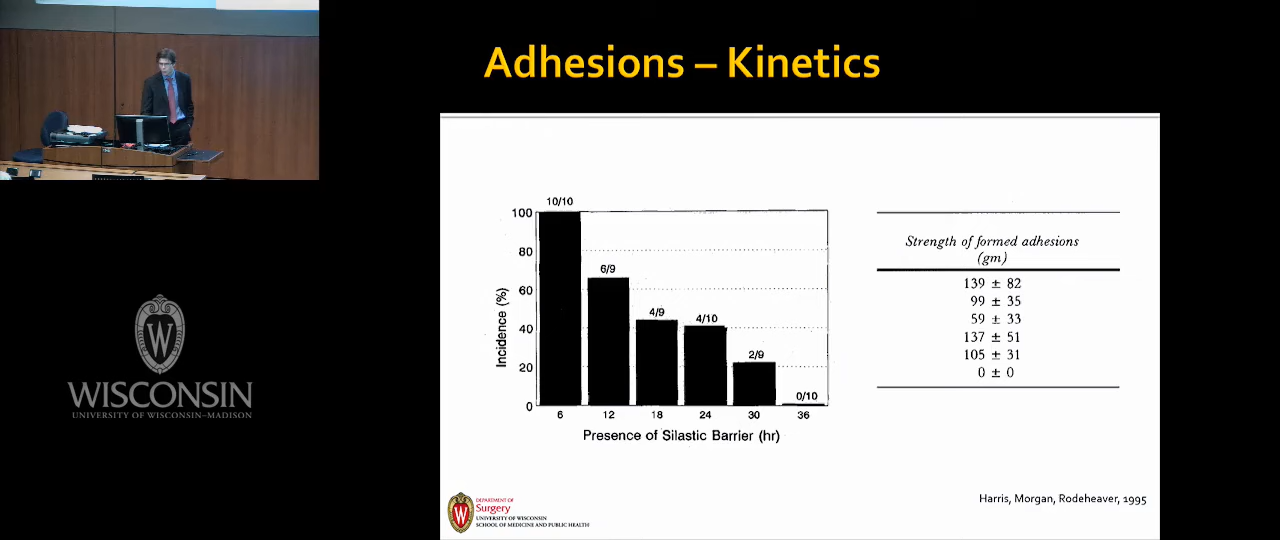 Adhesions – Kinetics
10/10
100
6/9
80
60
4/9
4/10
40
2/9
20
0/10
0
Incidence (%)
6 12 18 24 30 36
Presence of Silastic Barrier (hr)
Strength of formed adhesions
(gm)
139 ± 82
99 ± 35
59 ± 33
137 ± 51
105 ± 31
0 ± 0
W
WISCONSIN
UNIVERSITY OF WISCONSIN–MADISON
Harris, Morgan, Rodeheaver, 1995
DEPARTMENT OF
Surgery
UNIVERSITY OF WISCONSIN
SCHOOL OF MEDICINE AND PUBLIC HEALTH